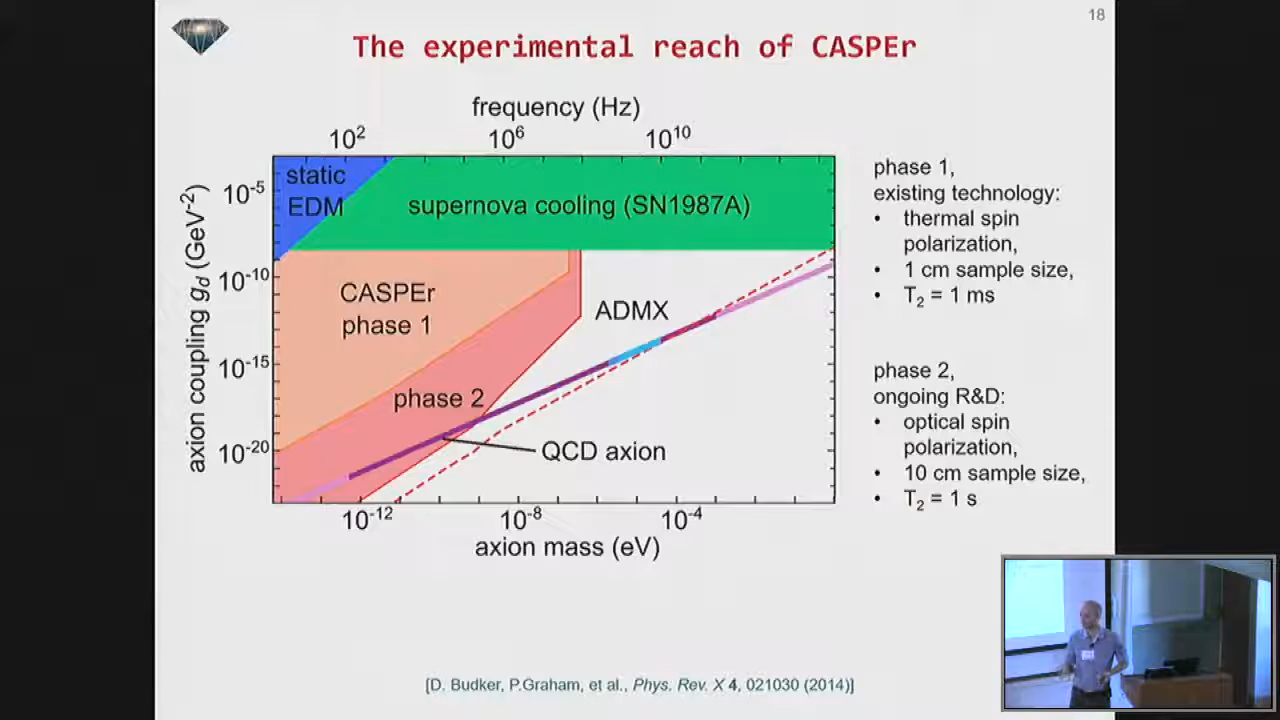 18
The experimental reach of CASPEr
frequency (Hz)
10² 10⁶ 10¹⁰
static
EDM
supernova cooling (SN1987A)
axion coupling g_d (GeV⁻²)
10⁻⁵
10⁻¹⁰
10⁻¹⁵
10⁻²⁰
CASPEr
phase 1
ADMX
phase 2
QCD axion
10⁻¹² 10⁻⁸ 10⁻⁴
axion mass (eV)
phase 1,
existing technology:
• thermal spin
polarization,
• 1 cm sample size,
• T₂ = 1 ms
phase 2,
ongoing R&D:
• optical spin
polarization,
• 10 cm sample size,
• T₂ = 1 s
[D. Budker, P.Graham, et al., Phys. Rev. X 4, 021030 (2014)]